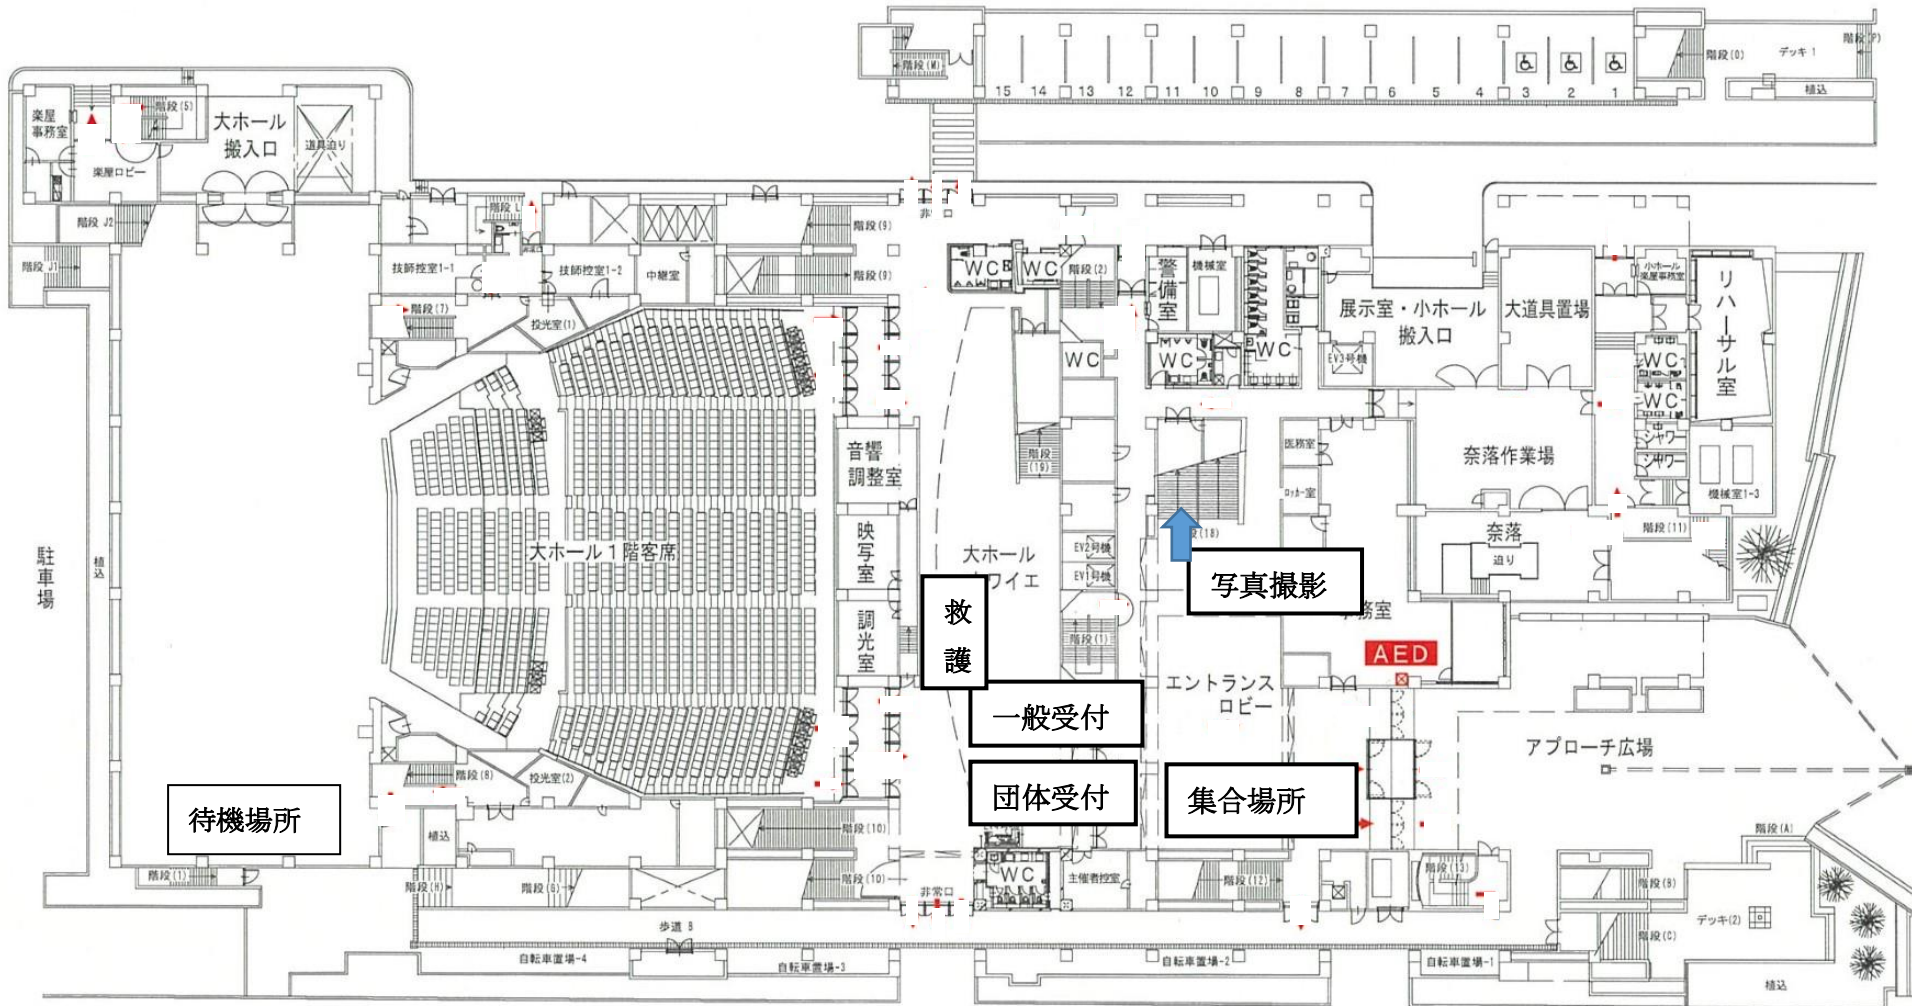 階段(M)
15 14 13 12 11 10 9 8 7 6 5 4 3 2 1
階段(O)
デッキ 1
階段(P)
植込
楽屋
事務室
階段(5)
大ホール
搬入口
道具迫り
楽屋ロビー
階段 J2
階段 L
非常口
階段(9)
階段 J1
技師控室1-1
技師控室1-2
中継室
階段(9)
WC
WC
階段(2)
警備室
機械室
WC
WC
WC
展示室・小ホール
搬入口
EV3号機
大道具置場
小ホール
楽屋事務室
リハーサル室
WC
WC
シャワー
シャワー
階段(7)
投光室(1)
音響
調整室
階段
(19)
医務室
ロッカー室
奈落作業場
機械室1-3
階段(11)
奈落
迫り
駐車場
植込
大ホール1階客席
映写室
大ホール
ワイエ
EV2号機
EV1号機
段(18)
写真撮影
務室
救護
調光室
階段(1)
AED
エントランス
ロビー
一般受付
アプローチ広場
団体受付
集合場所
待機場所
階段(8)
投光室(2)
植込
階段(10)
階段(10)
階段(1)
階段(H)
階段(G)
非常口
WC
主催者控室
階段(12)
階段(13)
階段(A)
階段(B)
階段(C)
デッキ(2)
歩道 B
自転車置場-4
自転車置場-3
自転車置場-2
自転車置場-1
植込